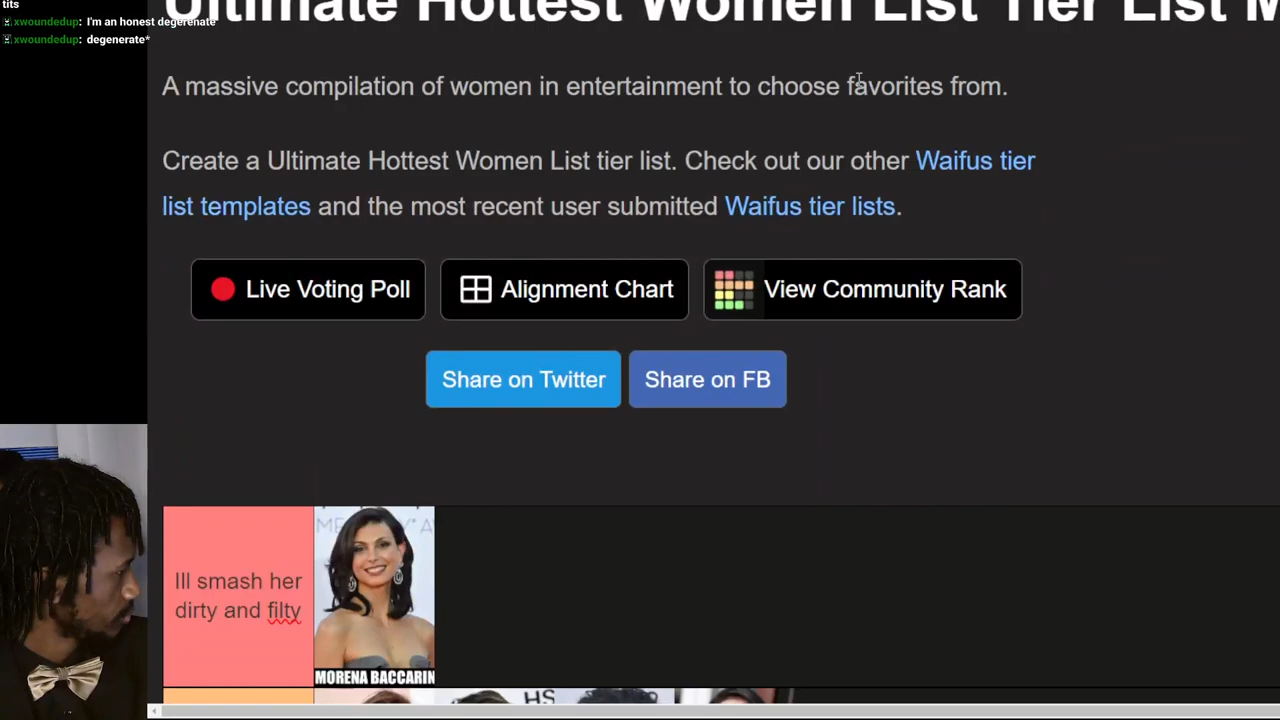 tits
xwoundedup: I'm an honest degerenate
xwoundedup: degenerate*
Ultimate Hottest Women List Tier List M
A massive compilation of women in entertainment to choose favorites from.
Create a Ultimate Hottest Women List tier list. Check out our other Waifus tier
list templates and the most recent user submitted Waifus tier lists.
Live Voting Poll
Alignment Chart
View Community Rank
Share on Twitter
Share on FB
Ill smash her
dirty and filty
MORENA BACCARIN
HS